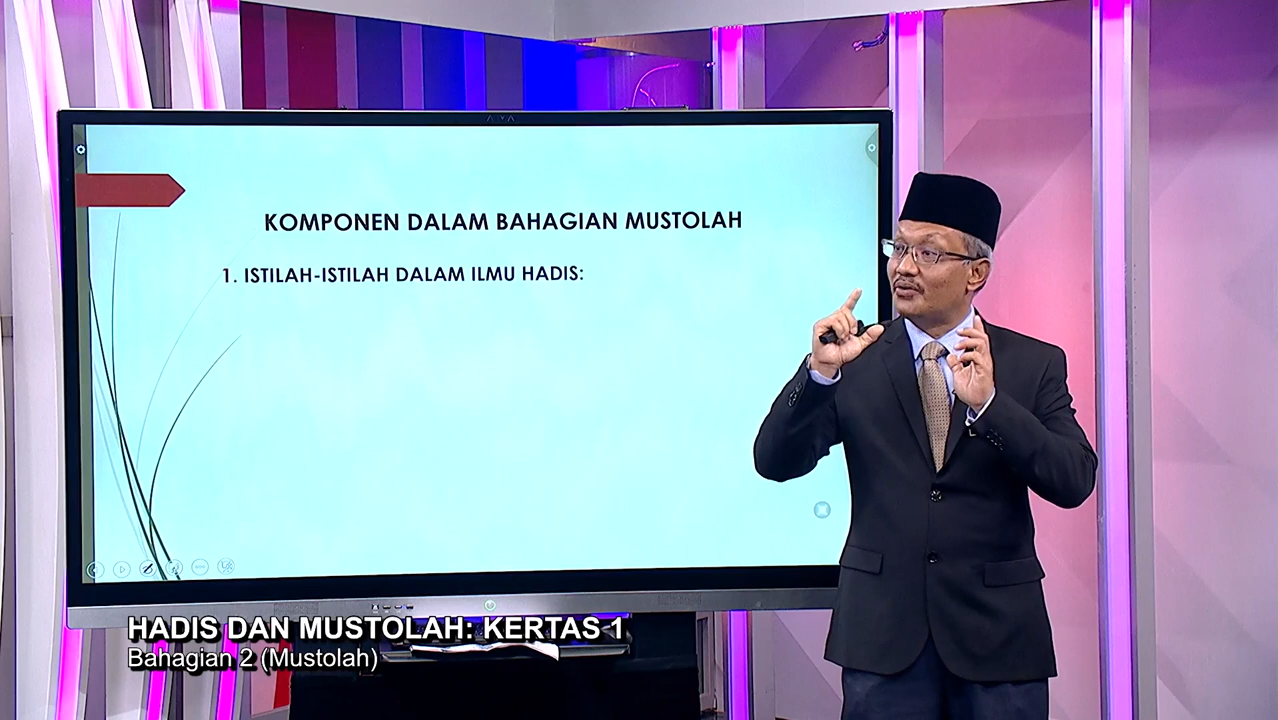 KOMPONEN DALAM BAHAGIAN MUSTOLAH
1. ISTILAH-ISTILAH DALAM ILMU HADIS:
HADIS DAN MUSTOLAH: KERTAS 1
Bahagian 2 (Mustolah)